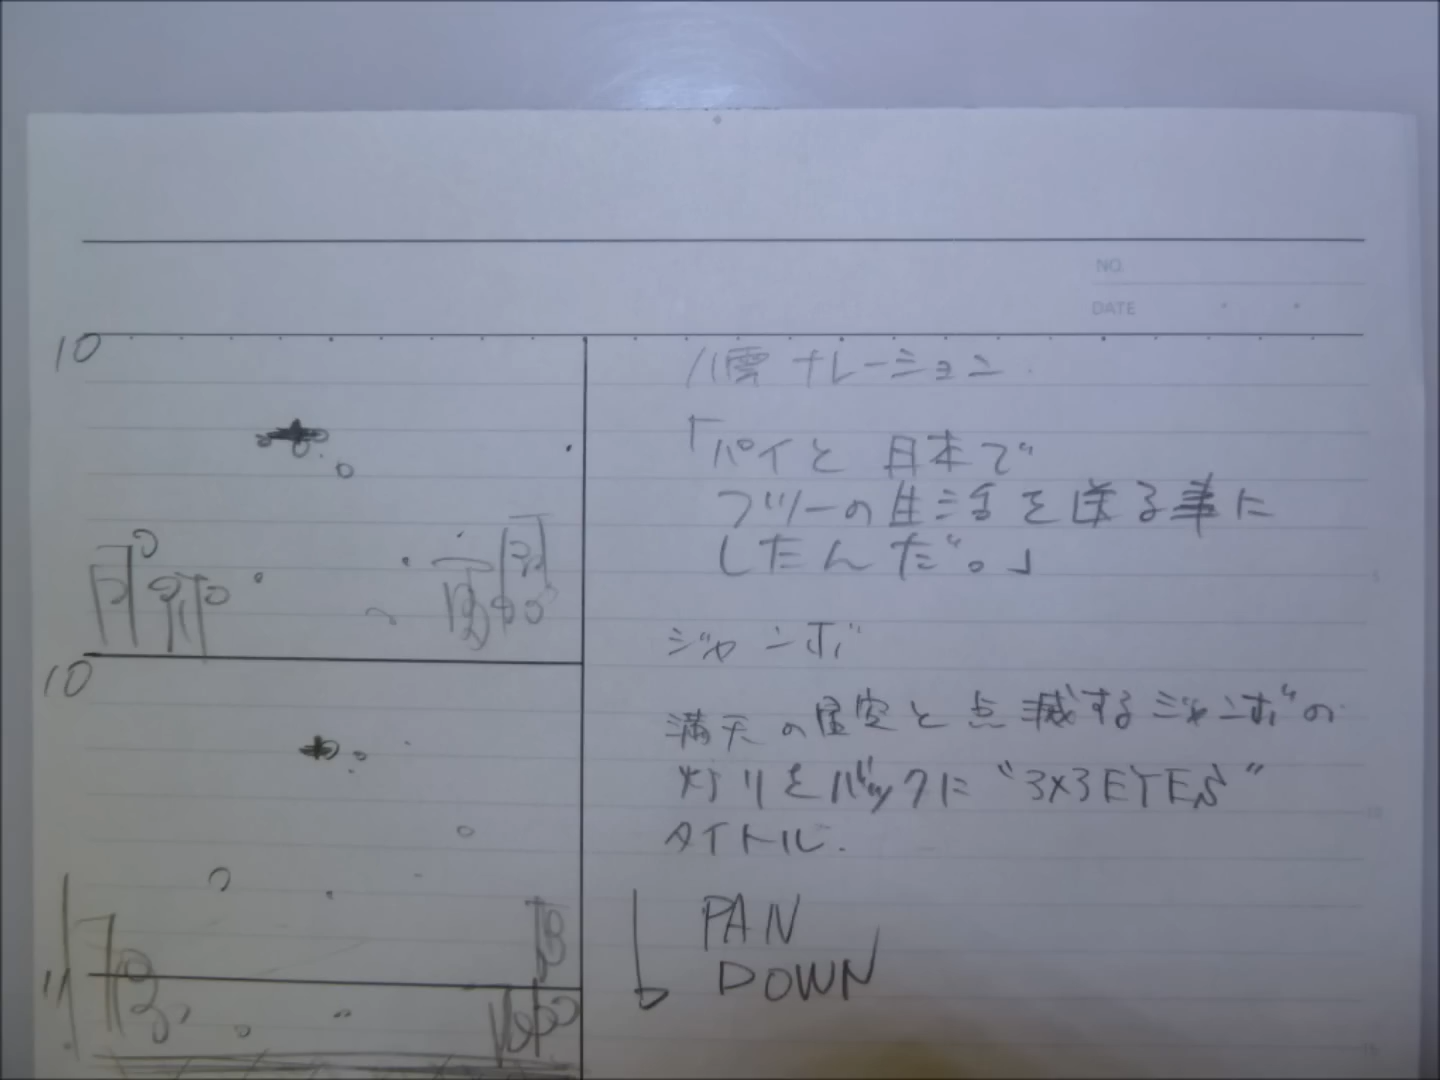 NO.
DATE
10
八雲 ナレーション
「パイと 日本で
フツーの生活を送る事に
したんだ。」
ジャンボ
10
満天の星空と点滅するジャンボの
灯りをバックに “3×3EYES”
タイトル.
PAN
DOWN
11